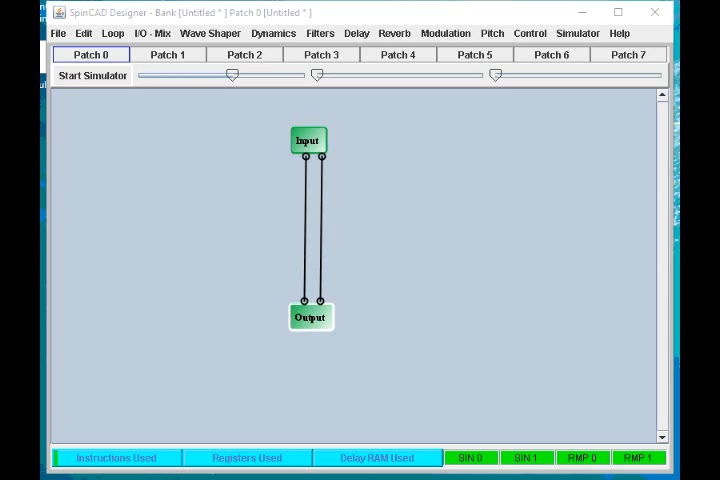 SpinCAD Designer - Bank [Untitled * ] Patch 0 [Untitled * ]
File Edit Loop I/O - Mix Wave Shaper Dynamics Filters Delay Reverb Modulation Pitch Control Simulator Help
Patch 0 Patch 1 Patch 2 Patch 3 Patch 4 Patch 5 Patch 6 Patch 7
Start Simulator
Input
Output
Instructions Used Registers Used Delay RAM Used SIN 0 SIN 1 RMP 0 RMP 1